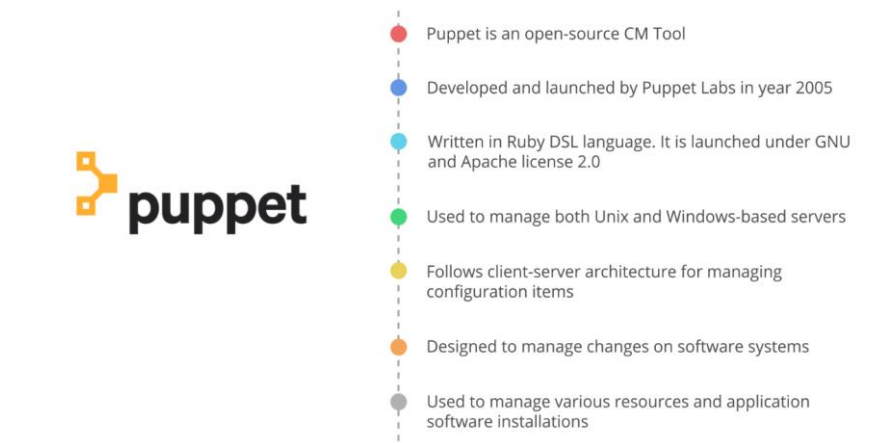 Puppet is an open-source CM Tool
Developed and launched by Puppet Labs in year 2005
Written in Ruby DSL language. It is launched under GNU
and Apache license 2.0
puppet
Used to manage both Unix and Windows-based servers
Follows client-server architecture for managing
configuration items
Designed to manage changes on software systems
Used to manage various resources and application
software installations